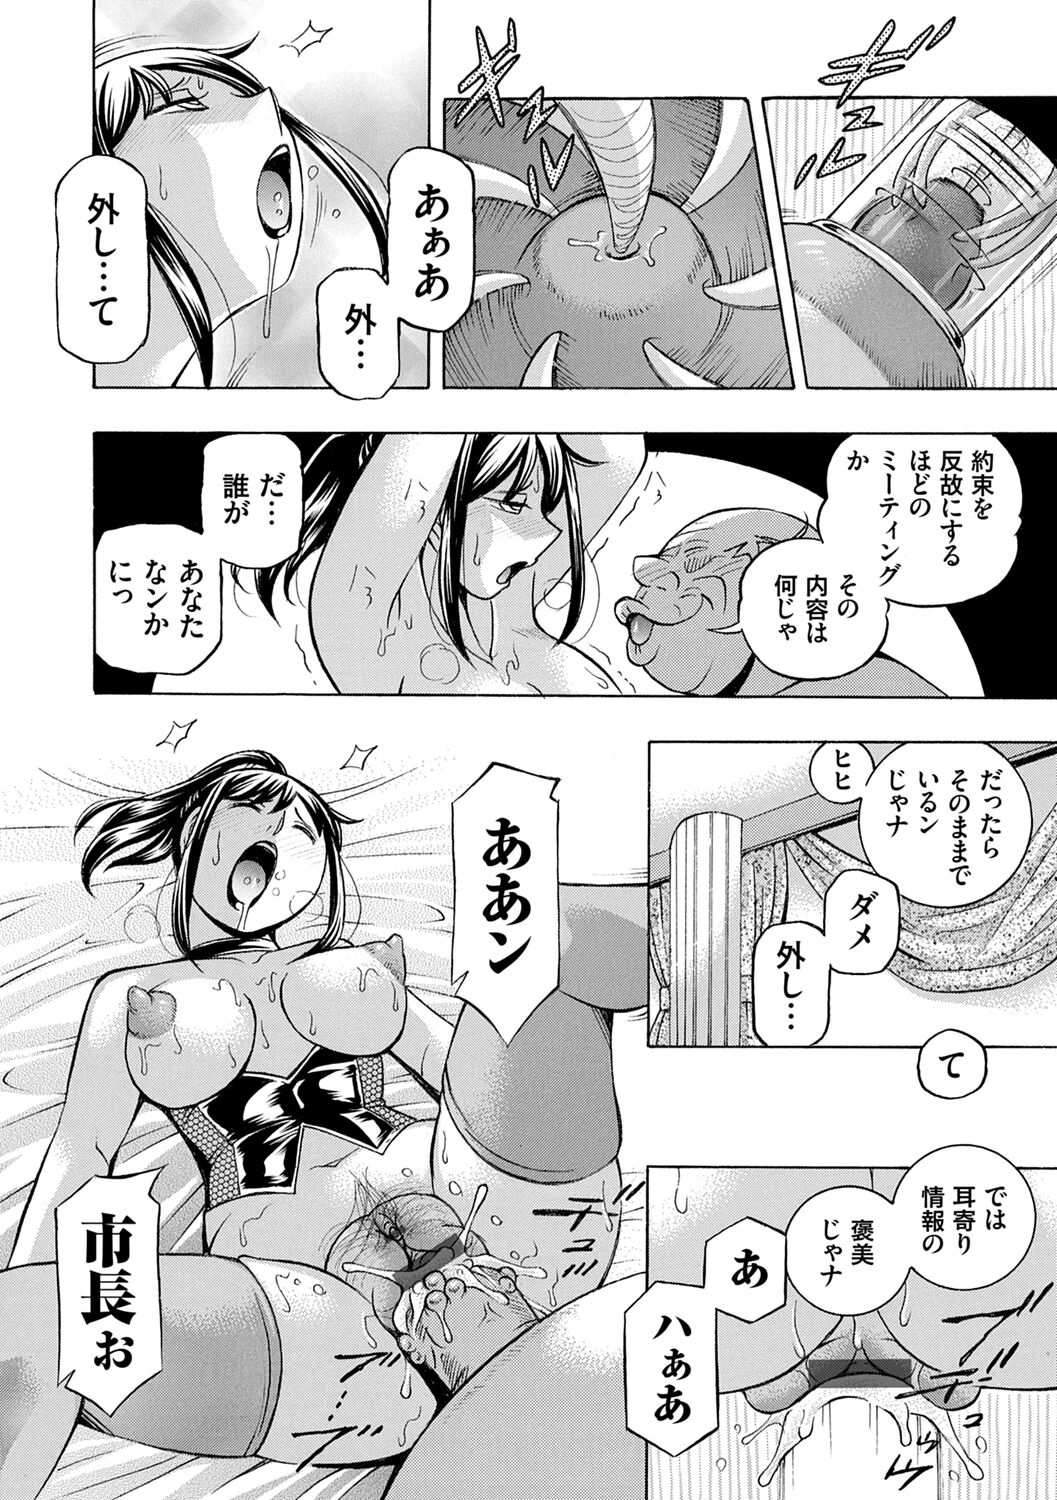 あぁあ
外…
外し…て
約束を
反故にする
ほどの
ミーティング
か
その
内容は
何じゃ
だ…
誰が
あなた
なンか
にっ
だったら
そのままで
いるン
じゃナ
ヒヒ
ダメ
外し…
て
では
耳寄り
情報の
褒美
じゃナ
あ
ハぁあ
ああン
市長ぉ